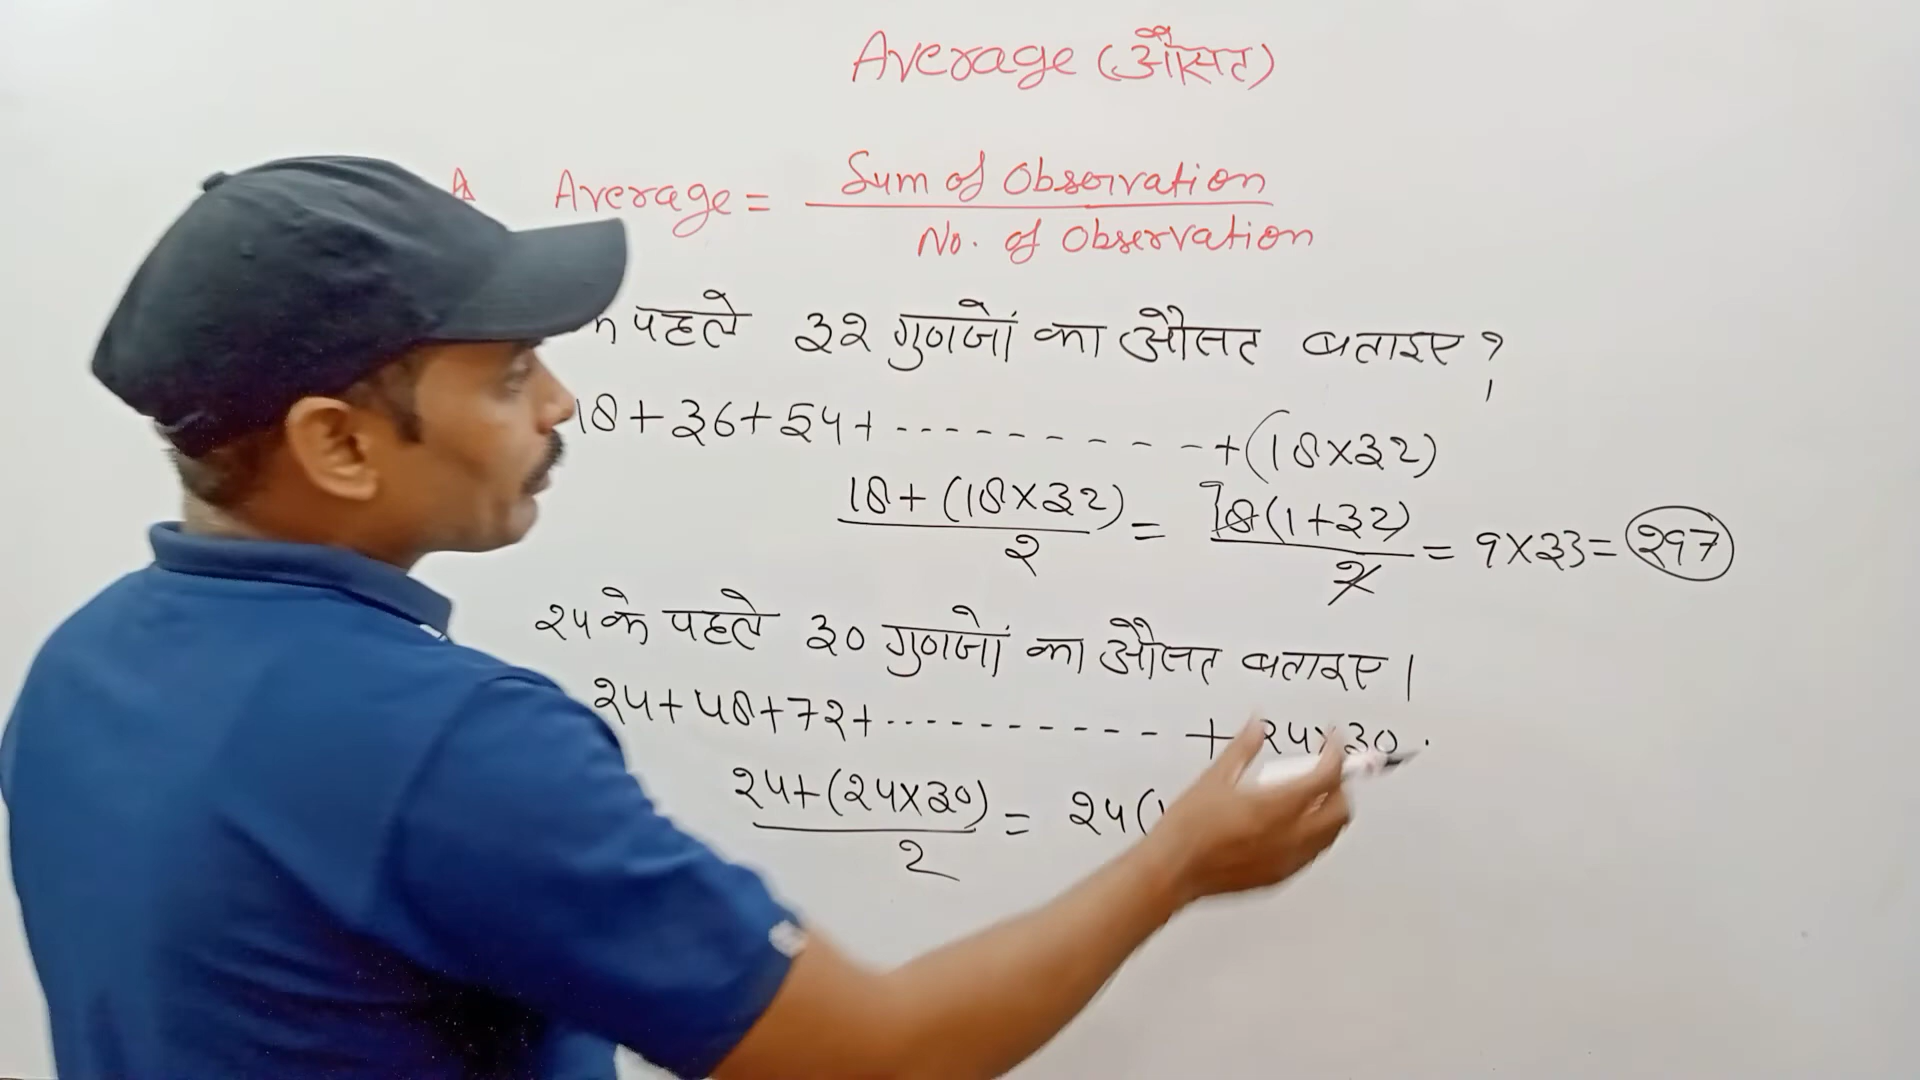 Average (औसत)
A Average = Sum of Observation / No. of Observation
पहले 32 गुणजों का औसत बताइए ?
18+36+54+ ---------- +(18×32)
18+(18×32) / 2 = 18(1+32) / 2 = 9×33 = 297
24 के पहले 30 गुणजों का औसत बताइए।
24+48+72+ ---------- + 24×30
24+(24×30) / 2 = 24(